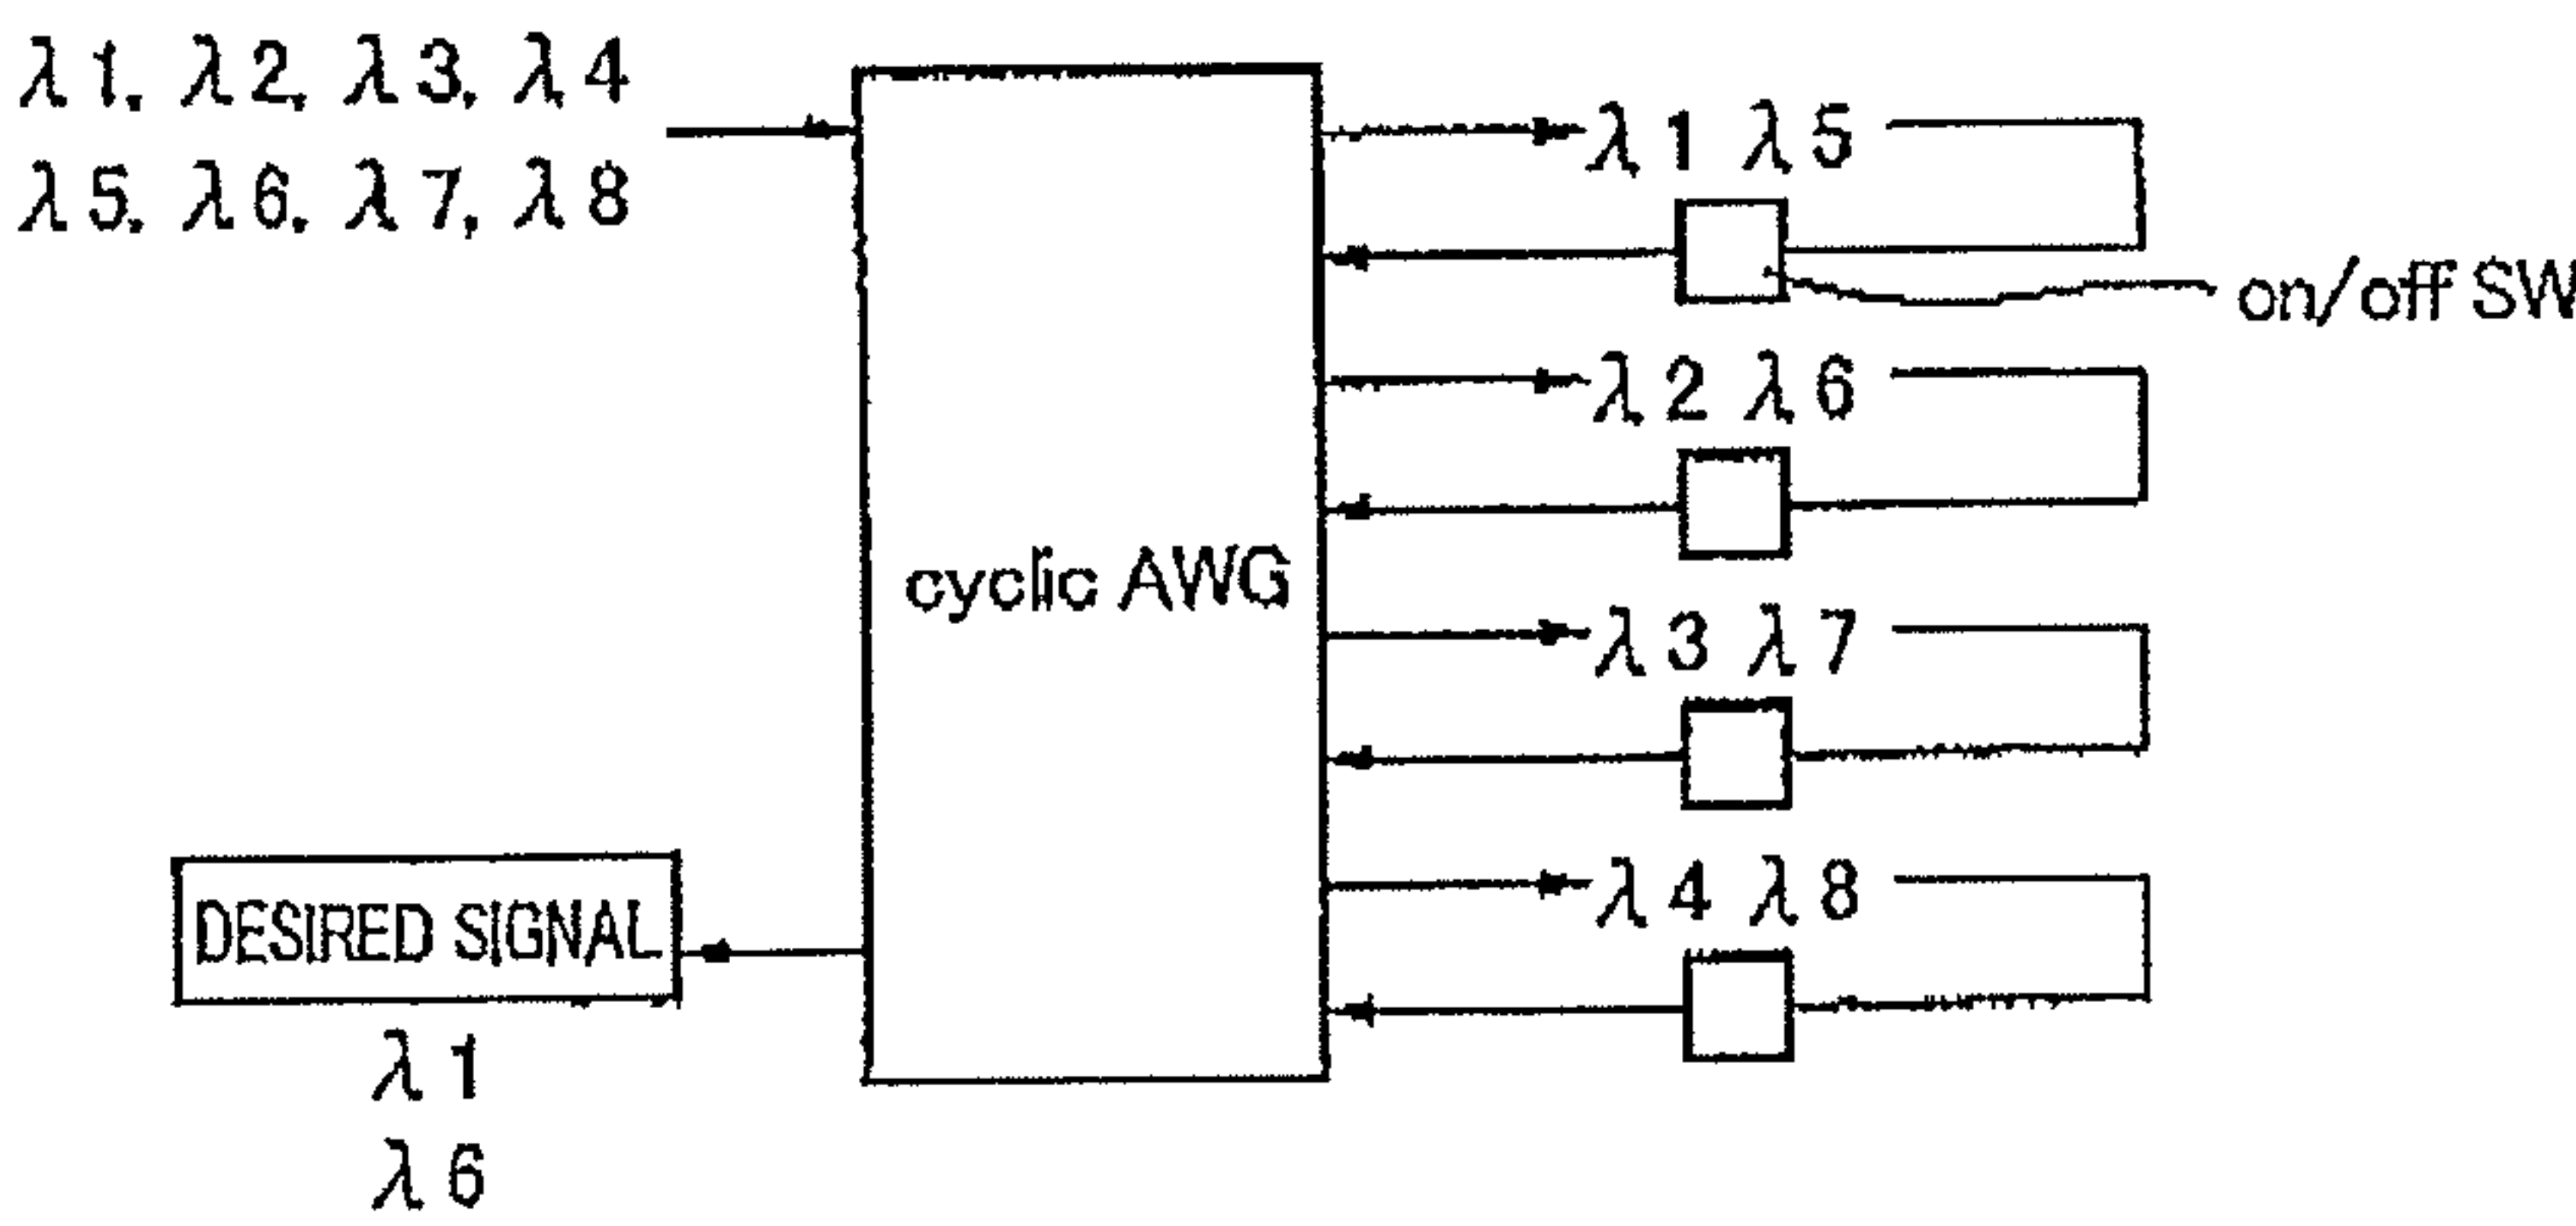 λ1, λ2, λ3, λ4
λ5, λ6, λ7, λ8
λ1 λ5
on/off SW
λ2 λ6
cyclic AWG
λ3 λ7
λ4 λ8
DESIRED SIGNAL
λ1
λ6